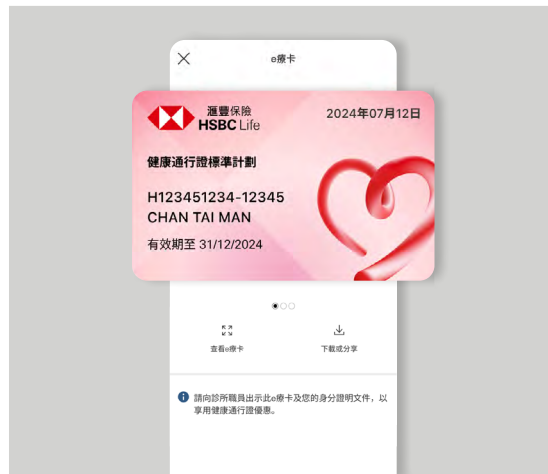 e療卡
滙豐保險
HSBC Life
2024年07月12日
健康通行證標準計劃
H123451234-12345
CHAN TAI MAN
有效期至 31/12/2024
查看e療卡
下載或分享
請向診所職員出示此e療卡及您的身分證明文件，以
享用健康通行證優惠。